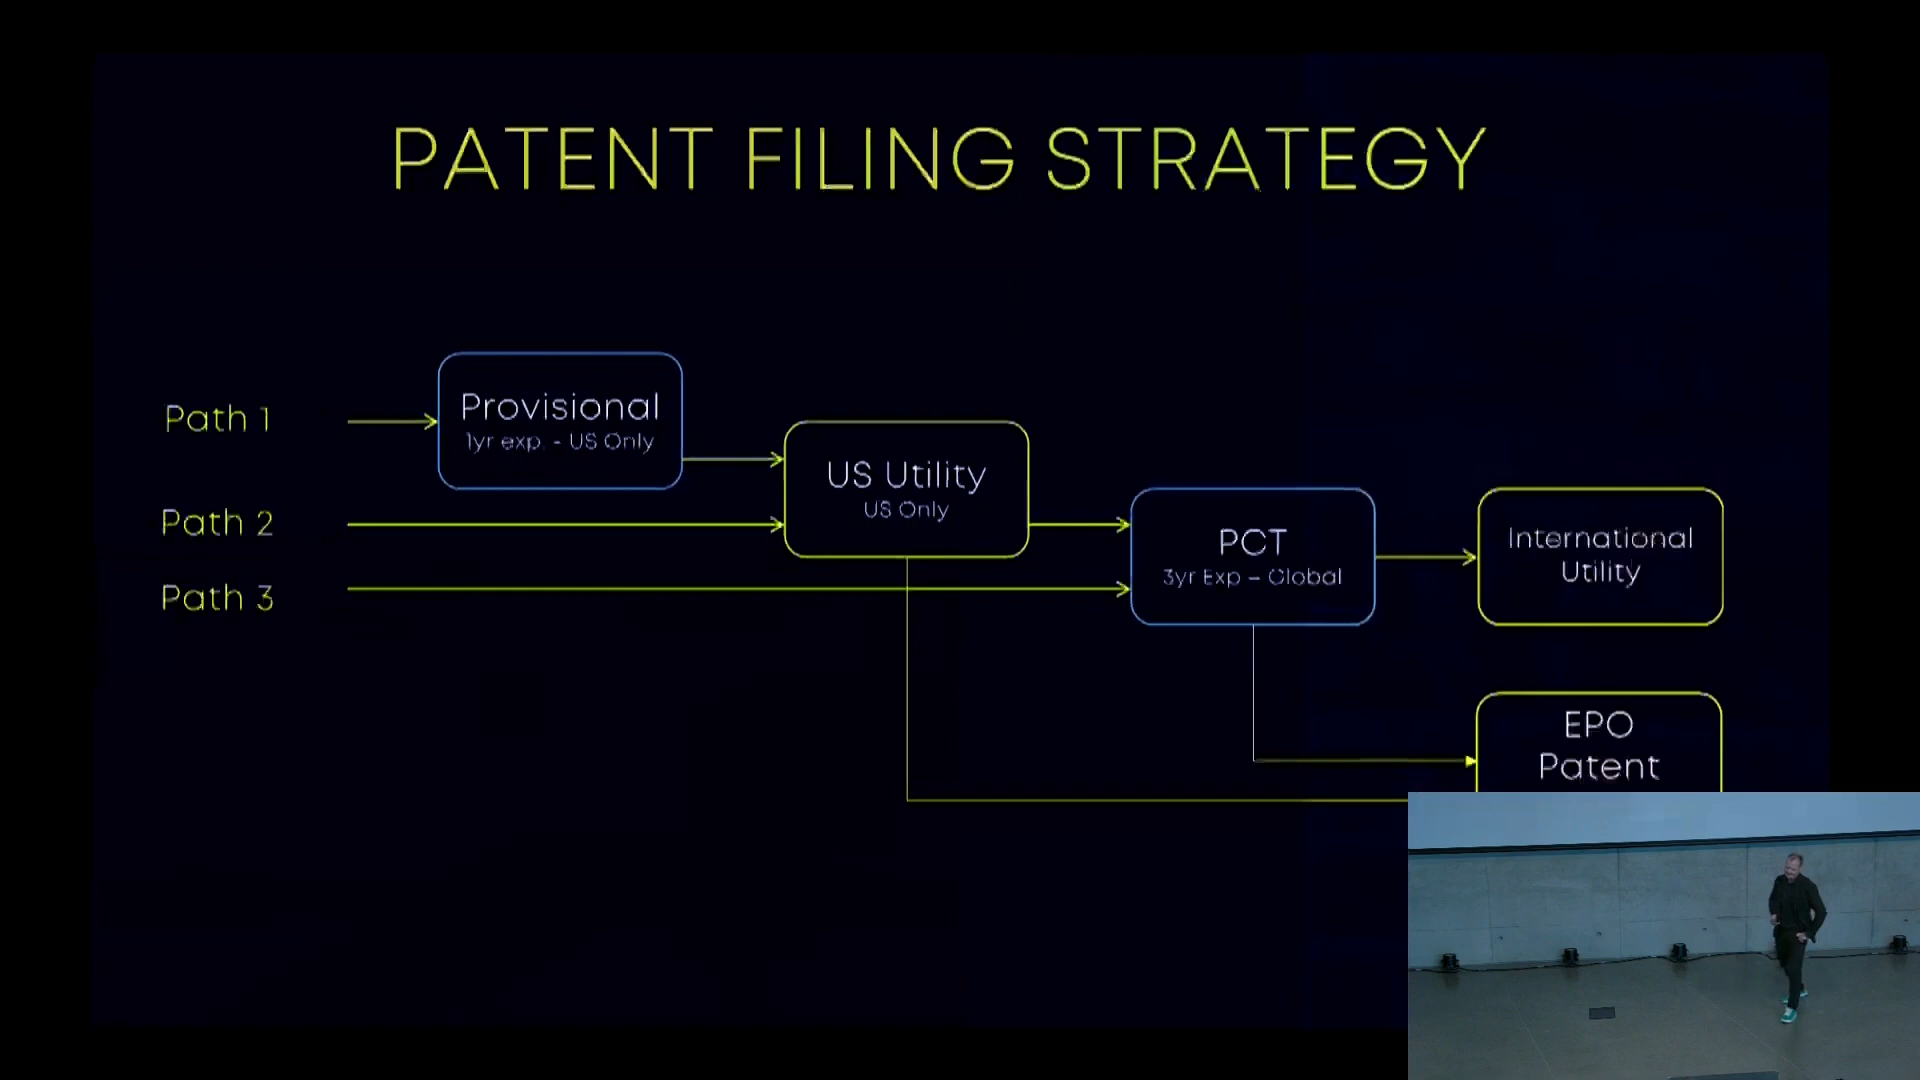 PATENT FILING STRATEGY
Path 1
Provisional
1yr exp. - US Only
Path 2
US Utility
US Only
Path 3
PCT
3yr Exp – Global
International
Utility
EPO
Patent